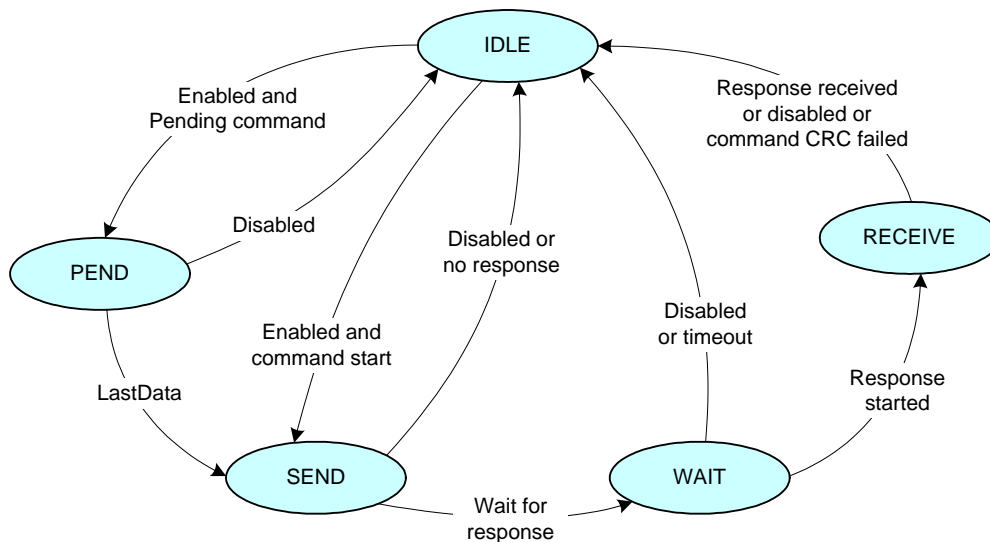 IDLE
Enabled and
Pending command
Response received
or disabled or
command CRC failed
Disabled
Disabled or
no response
RECEIVE
PEND
Enabled and
command start
Disabled
or timeout
LastData
Response
started
SEND
WAIT
Wait for
response